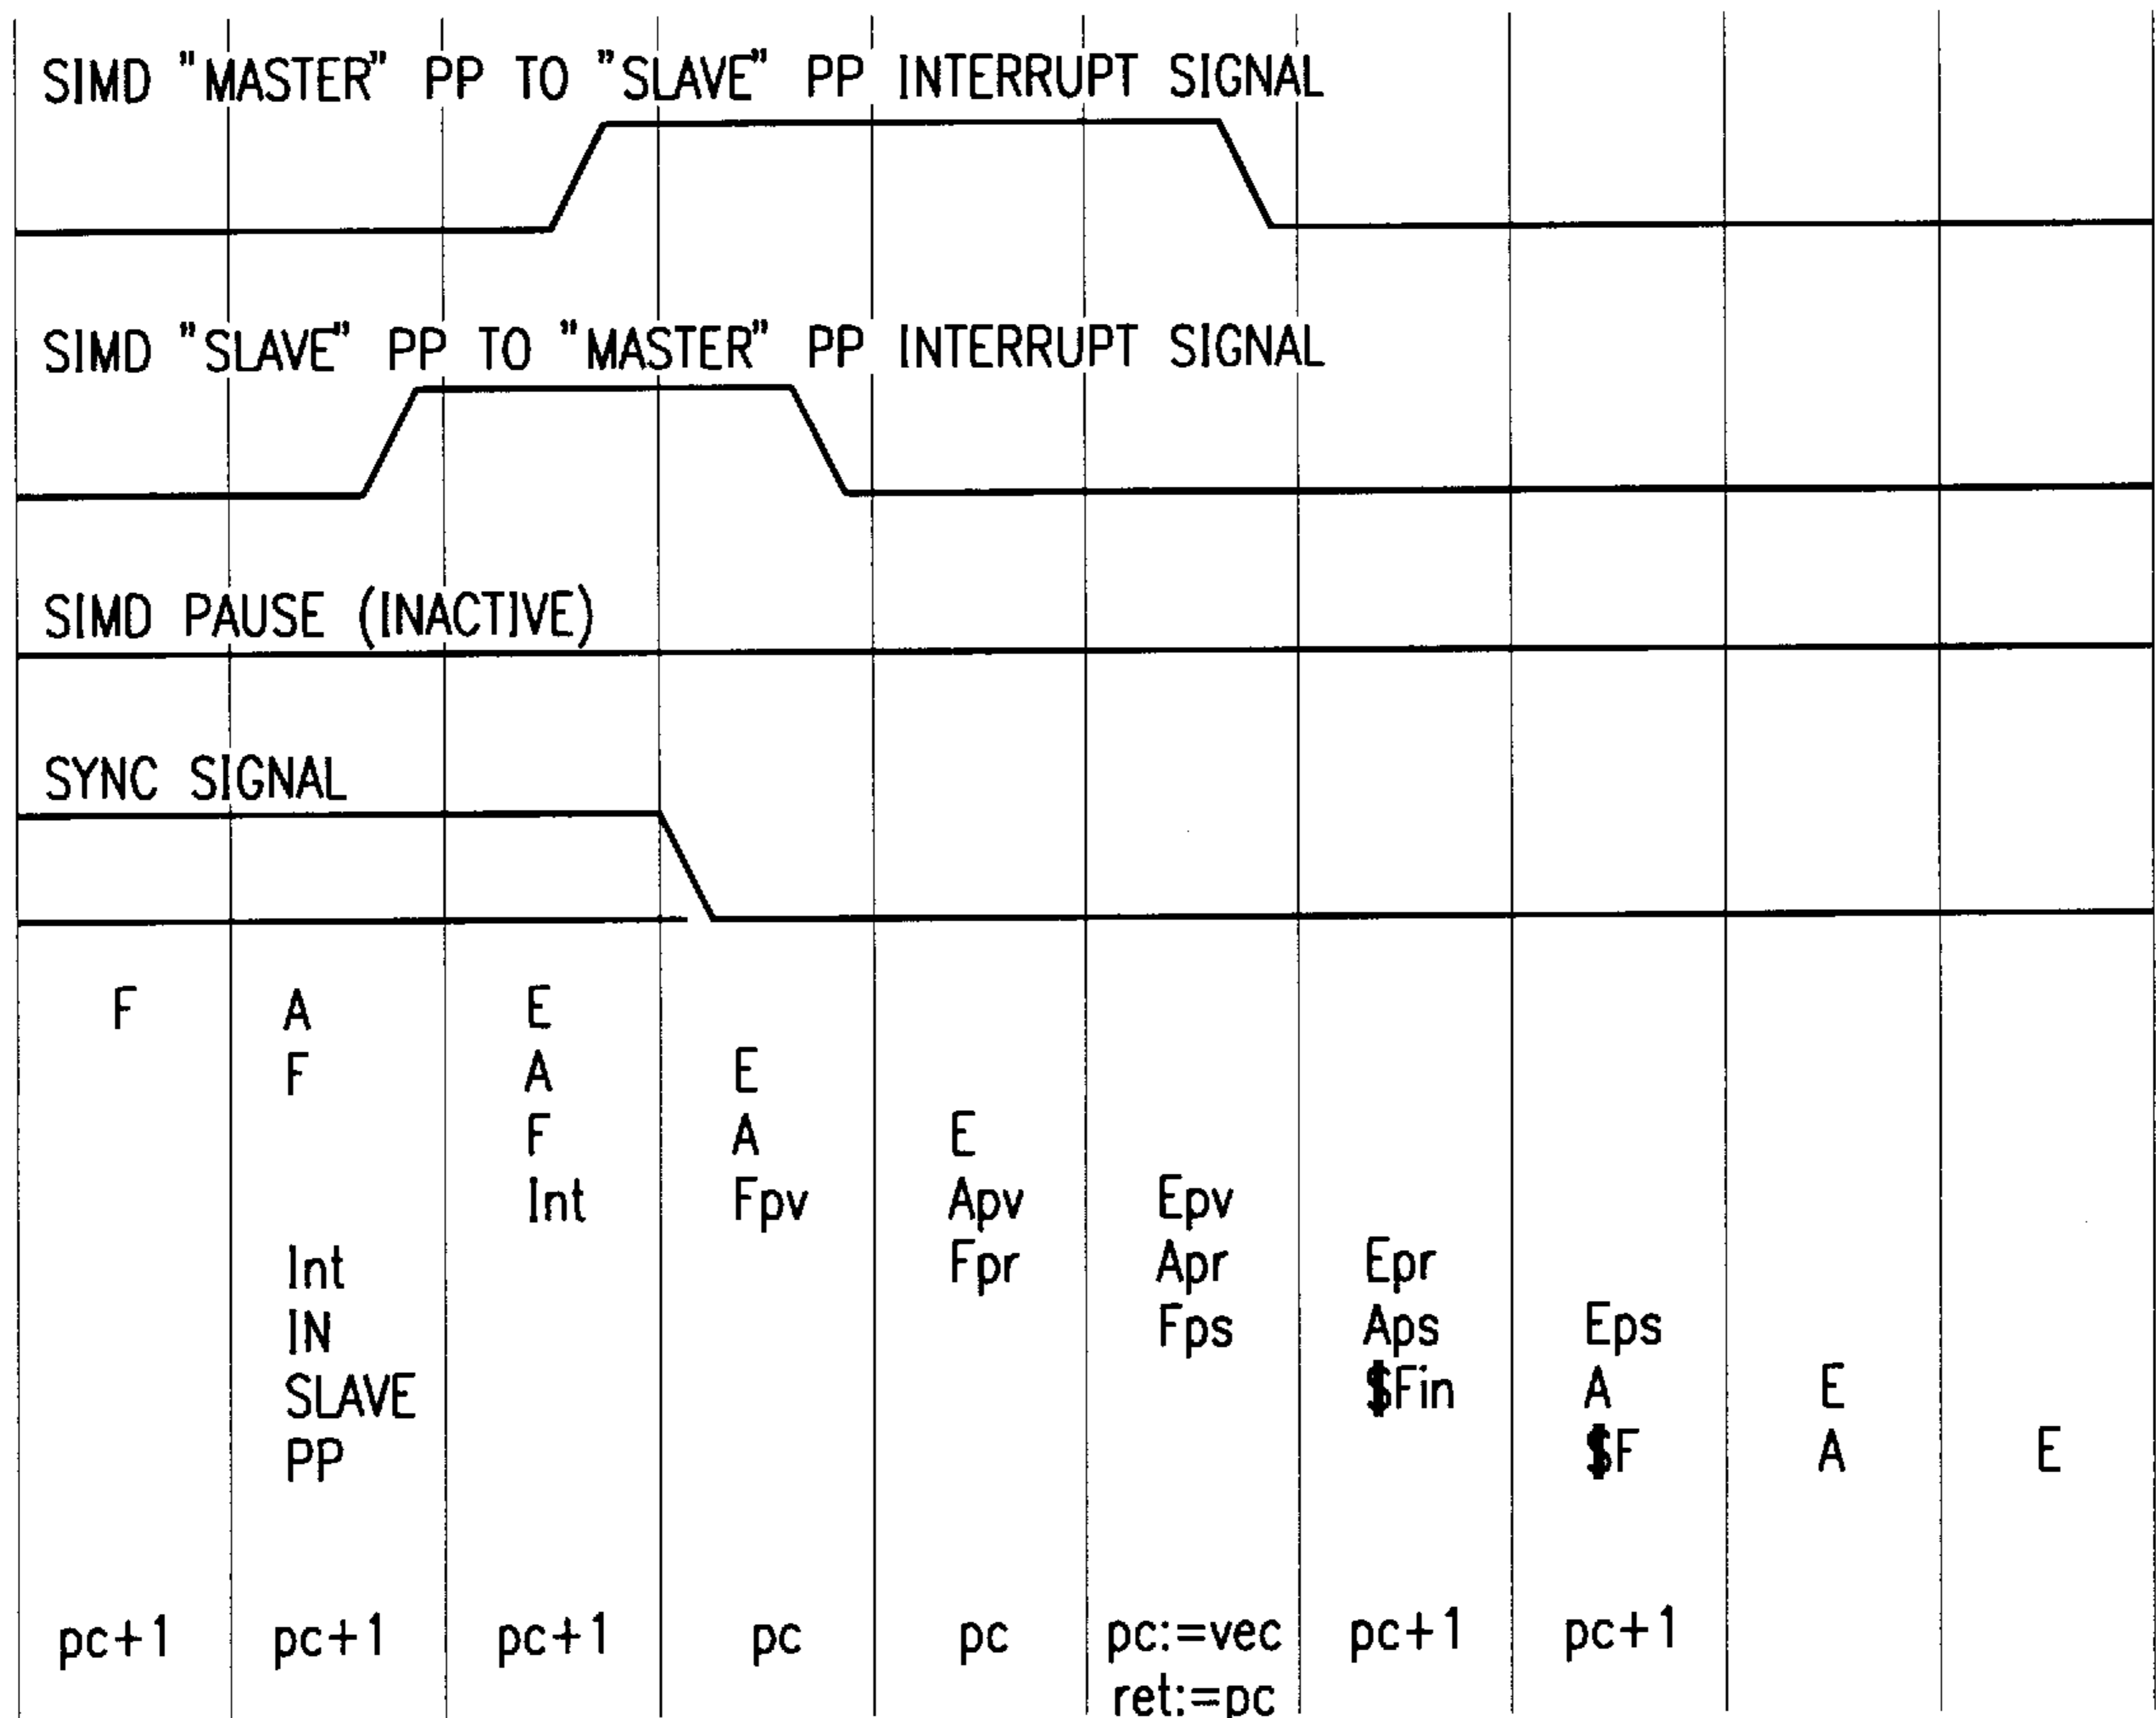 SIMD "MASTER" PP TO "SLAVE" PP INTERRUPT SIGNAL
SIMD "SLAVE" PP TO "MASTER" PP INTERRUPT SIGNAL
SIMD PAUSE (INACTIVE)
SYNC SIGNAL
F A E
F A E
F A E
Int Fpv Apv Epv
Int Fpr Apr Epr
IN Fps Aps Eps
SLAVE $Fin A E
PP $F A E
pc+1 pc+1 pc+1 pc pc pc:=vec pc+1 pc+1
ret:=pc